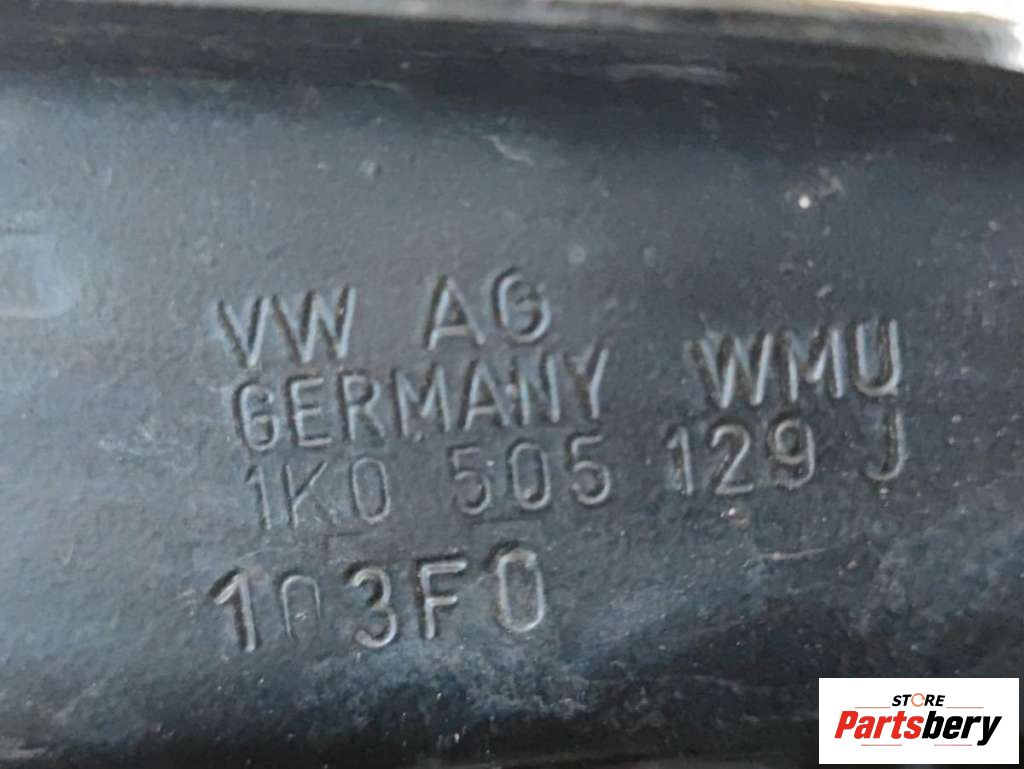 VW AG
GERMANY WMU
1K0 505 129 J
103F0
STORE
Partsbery